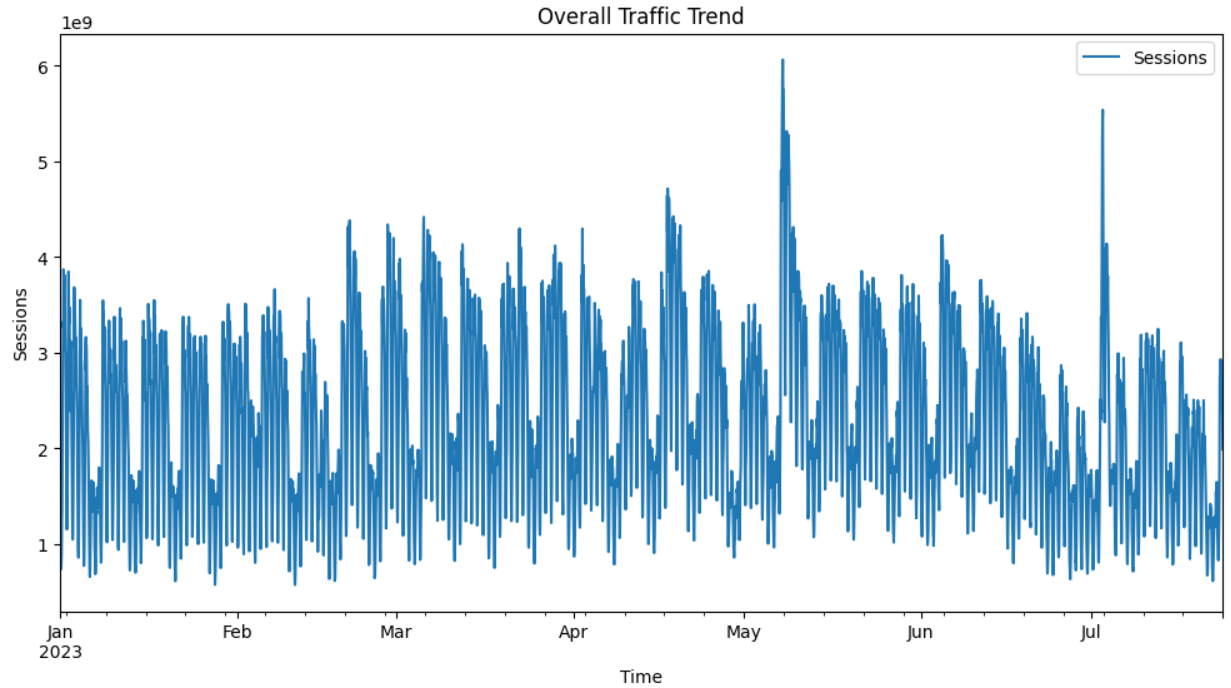 Overall Traffic Trend
1e9
Sessions
6
5
4
3
2
1
Sessions
Jan Feb Mar Apr May Jun Jul
2023
Time